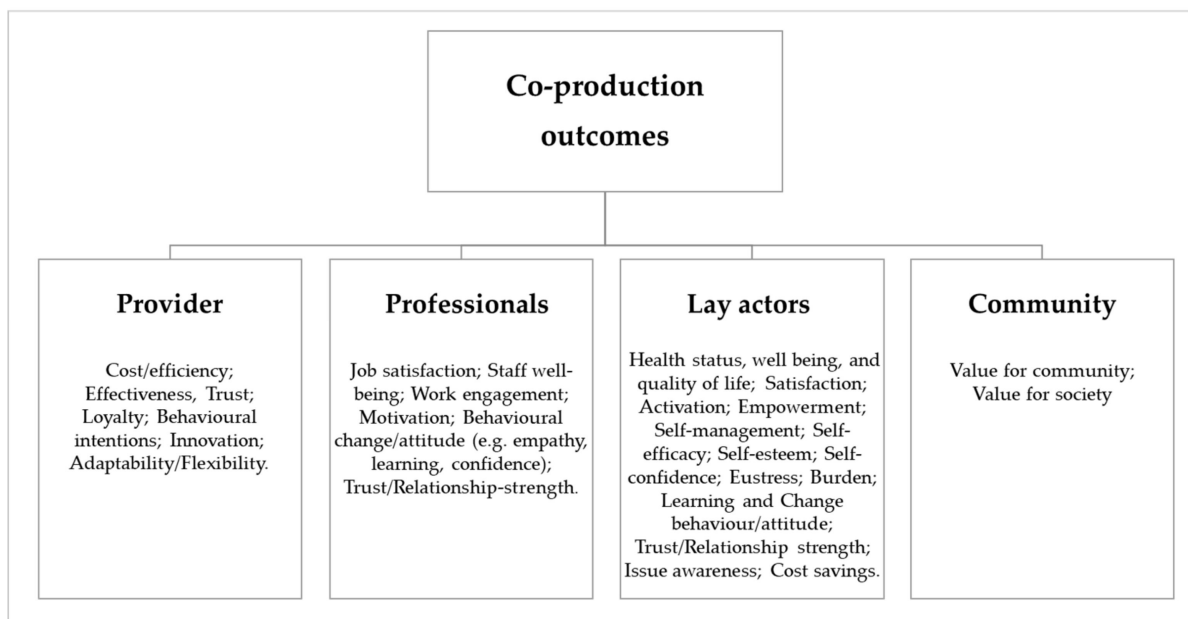 Co-production
outcomes
Provider
Cost/efficiency;
Effectiveness, Trust;
Loyalty; Behavioural
intentions; Innovation;
Adaptability/Flexibility.
Professionals
Job satisfaction; Staff well-
being; Work engagement;
Motivation; Behavioural
change/attitude (e.g. empathy,
learning, confidence);
Trust/Relationship-strength.
Lay actors
Health status, well being, and
quality of life; Satisfaction;
Activation; Empowerment;
Self-management; Self-
efficacy; Self-esteem; Self-
confidence; Eustress; Burden;
Learning and Change
behaviour/attitude;
Trust/Relationship strength;
Issue awareness; Cost savings.
Community
Value for community;
Value for society